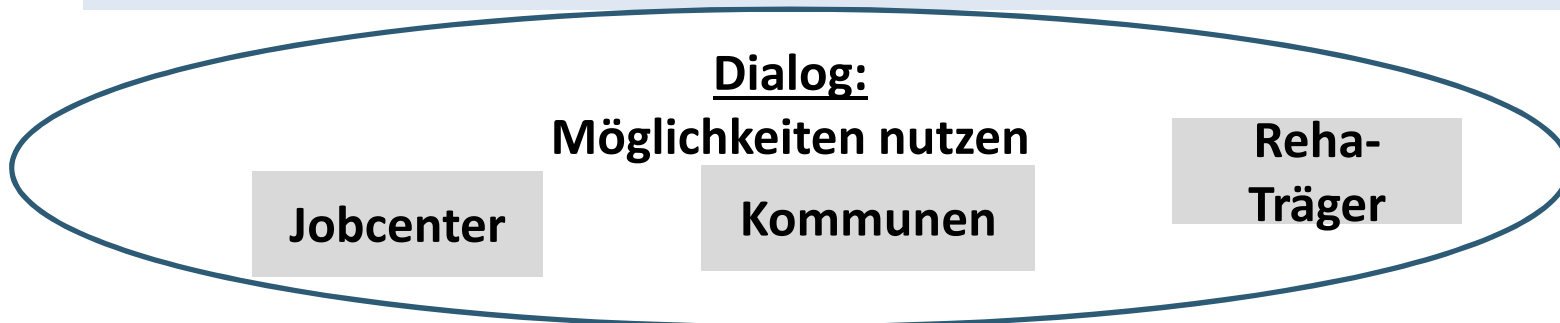 Dialog:
Möglichkeiten nutzen
Jobcenter
Kommunen
Reha-
Träger